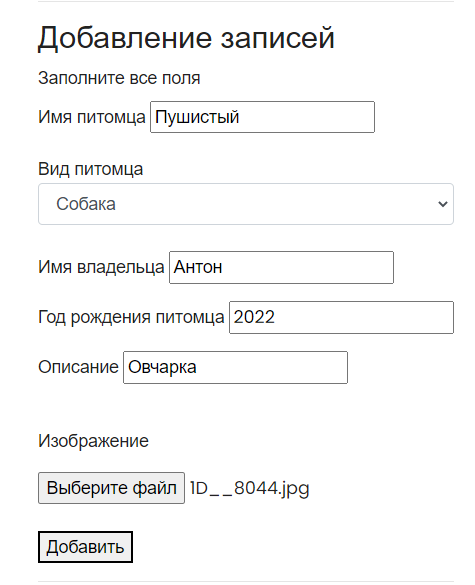 Добавление записей
Заполните все поля
Имя питомца Пушистый
Вид питомца
Собака
Имя владельца Антон
Год рождения питомца 2022
Описание Овчарка
Изображение
Выберите файл 1D__8044.jpg
Добавить